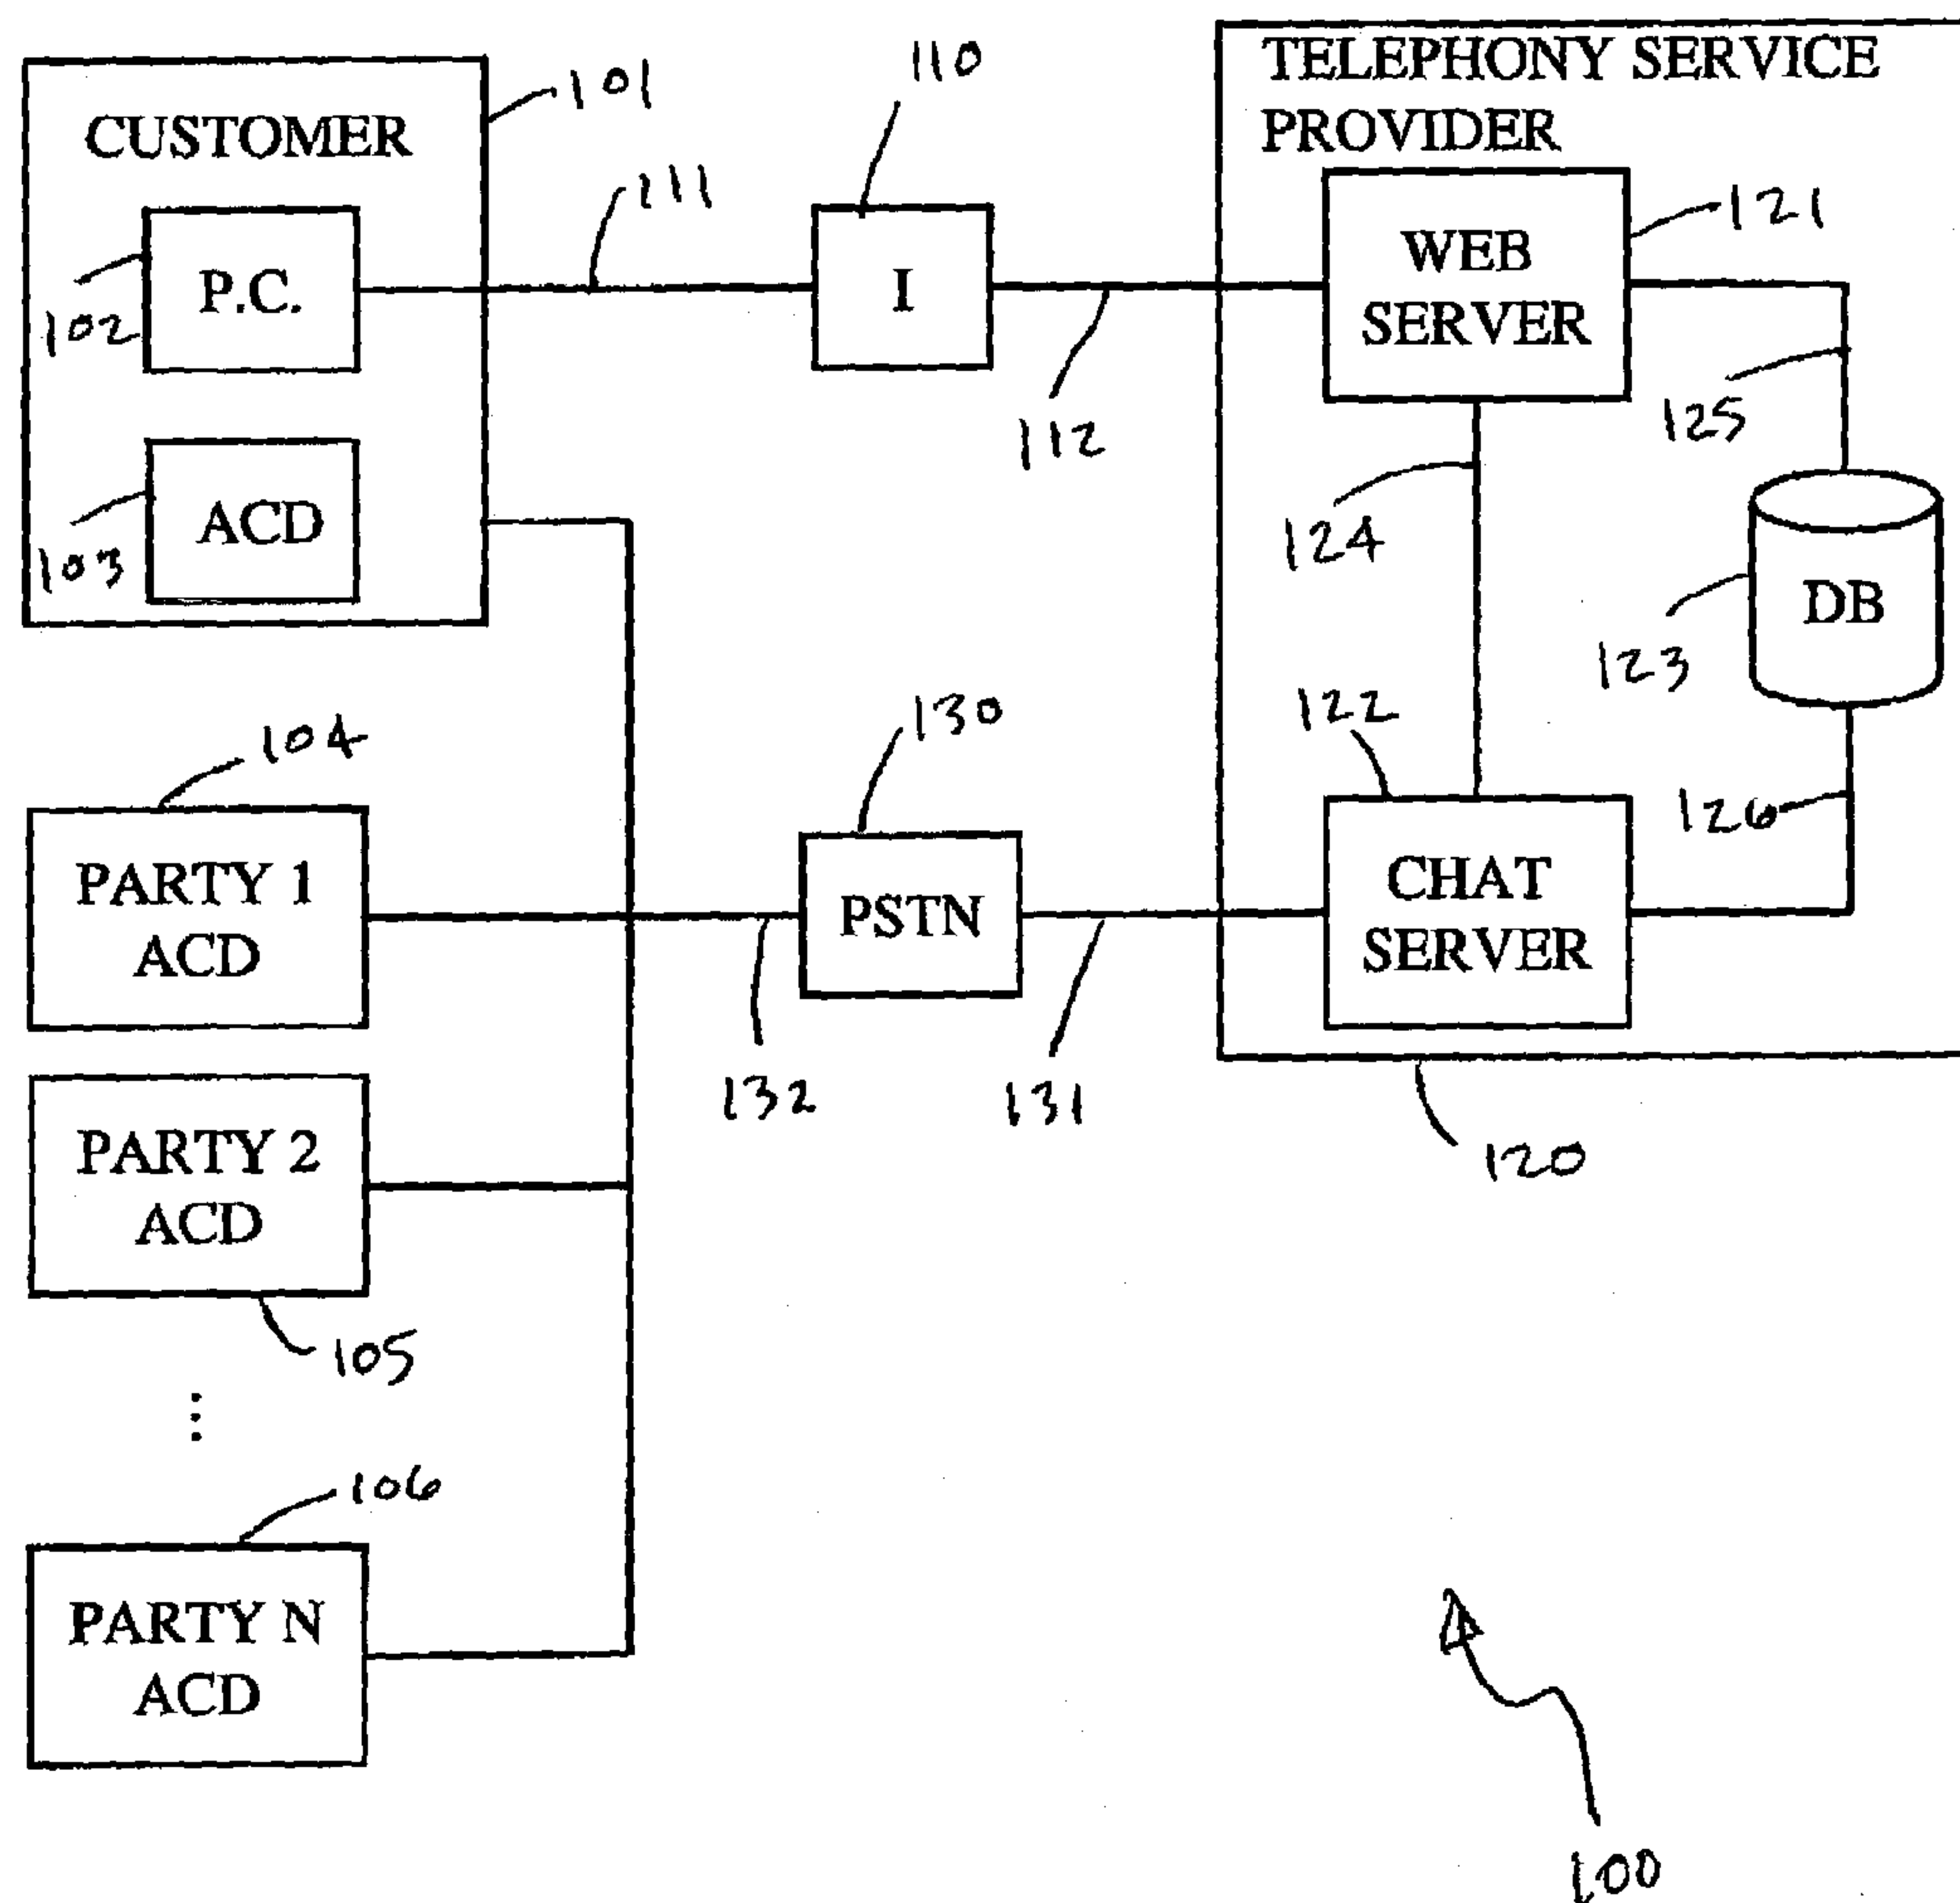 CUSTOMER
101
P.C.
102
ACD
103
111
110
I
112
TELEPHONY SERVICE
PROVIDER
WEB
SERVER
121
125
124
DB
123
122
126
CHAT
SERVER
120
104
PARTY 1
ACD
130
PSTN
132
131
PARTY 2
ACD
105
106
PARTY N
ACD
100